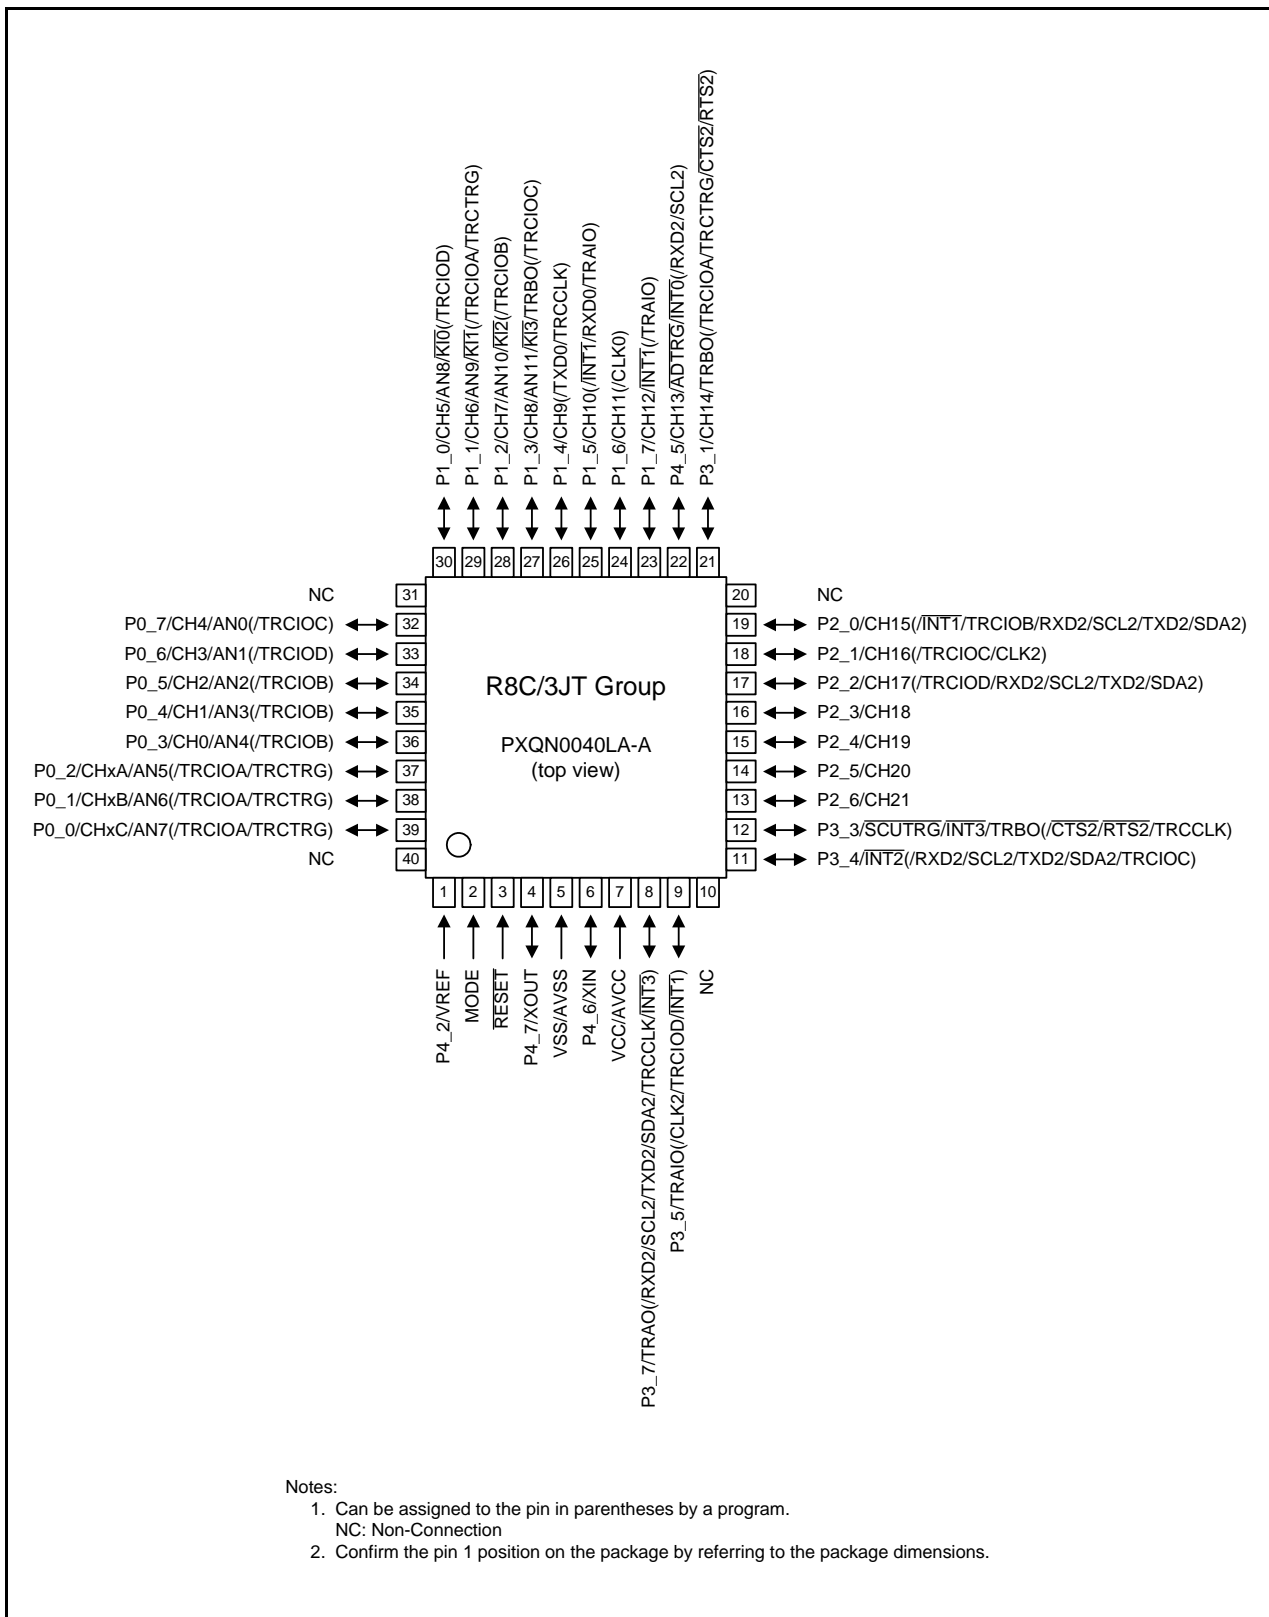 P1_0/CH5/AN8/KI0(/TRCIOD)
P1_1/CH6/AN9/KI1(/TRCIOA/TRCTRG)
P1_2/CH7/AN10/KI2(/TRCIOB)
P1_3/CH8/AN11/KI3/TRBO(/TRCIOC)
P1_4/CH9(/TXD0/TRCCLK)
P1_5/CH10(/INT1/RXD0/TRAIO)
P1_6/CH11(/CLK0)
P1_7/CH12/INT1(/TRAIO)
P4_5/CH13/ADTRG/INT0(/RXD2/SCL2)
P3_1/CH14/TRBO(/TRCIOA/TRCTRG/CTS2/RTS2)
30 29 28 27 26 25 24 23 22 21
NC 31
P0_7/CH4/AN0(/TRCIOC) 32
P0_6/CH3/AN1(/TRCIOD) 33
P0_5/CH2/AN2(/TRCIOB) 34
P0_4/CH1/AN3(/TRCIOB) 35
P0_3/CH0/AN4(/TRCIOB) 36
P0_2/CHxA/AN5(/TRCIOA/TRCTRG) 37
P0_1/CHxB/AN6(/TRCIOA/TRCTRG) 38
P0_0/CHxC/AN7(/TRCIOA/TRCTRG) 39
NC 40
R8C/3JT Group
PXQN0040LA-A
(top view)
20 NC
19 P2_0/CH15(/INT1/TRCIOB/RXD2/SCL2/TXD2/SDA2)
18 P2_1/CH16(/TRCIOC/CLK2)
17 P2_2/CH17(/TRCIOD/RXD2/SCL2/TXD2/SDA2)
16 P2_3/CH18
15 P2_4/CH19
14 P2_5/CH20
13 P2_6/CH21
12 P3_3/SCUTRG/INT3/TRBO(/CTS2/RTS2/TRCCLK)
11 P3_4/INT2(/RXD2/SCL2/TXD2/SDA2/TRCIOC)
1 2 3 4 5 6 7 8 9 10
P4_2/VREF
MODE
RESET
P4_7/XOUT
VSS/AVSS
P4_6/XIN
VCC/AVCC
P3_7/TRAO(/RXD2/SCL2/TXD2/SDA2/TRCCLK/INT3)
P3_5/TRAIO(/CLK2/TRCIOD/INT1)
NC
Notes:
1. Can be assigned to the pin in parentheses by a program.
NC: Non-Connection
2. Confirm the pin 1 position on the package by referring to the package dimensions.